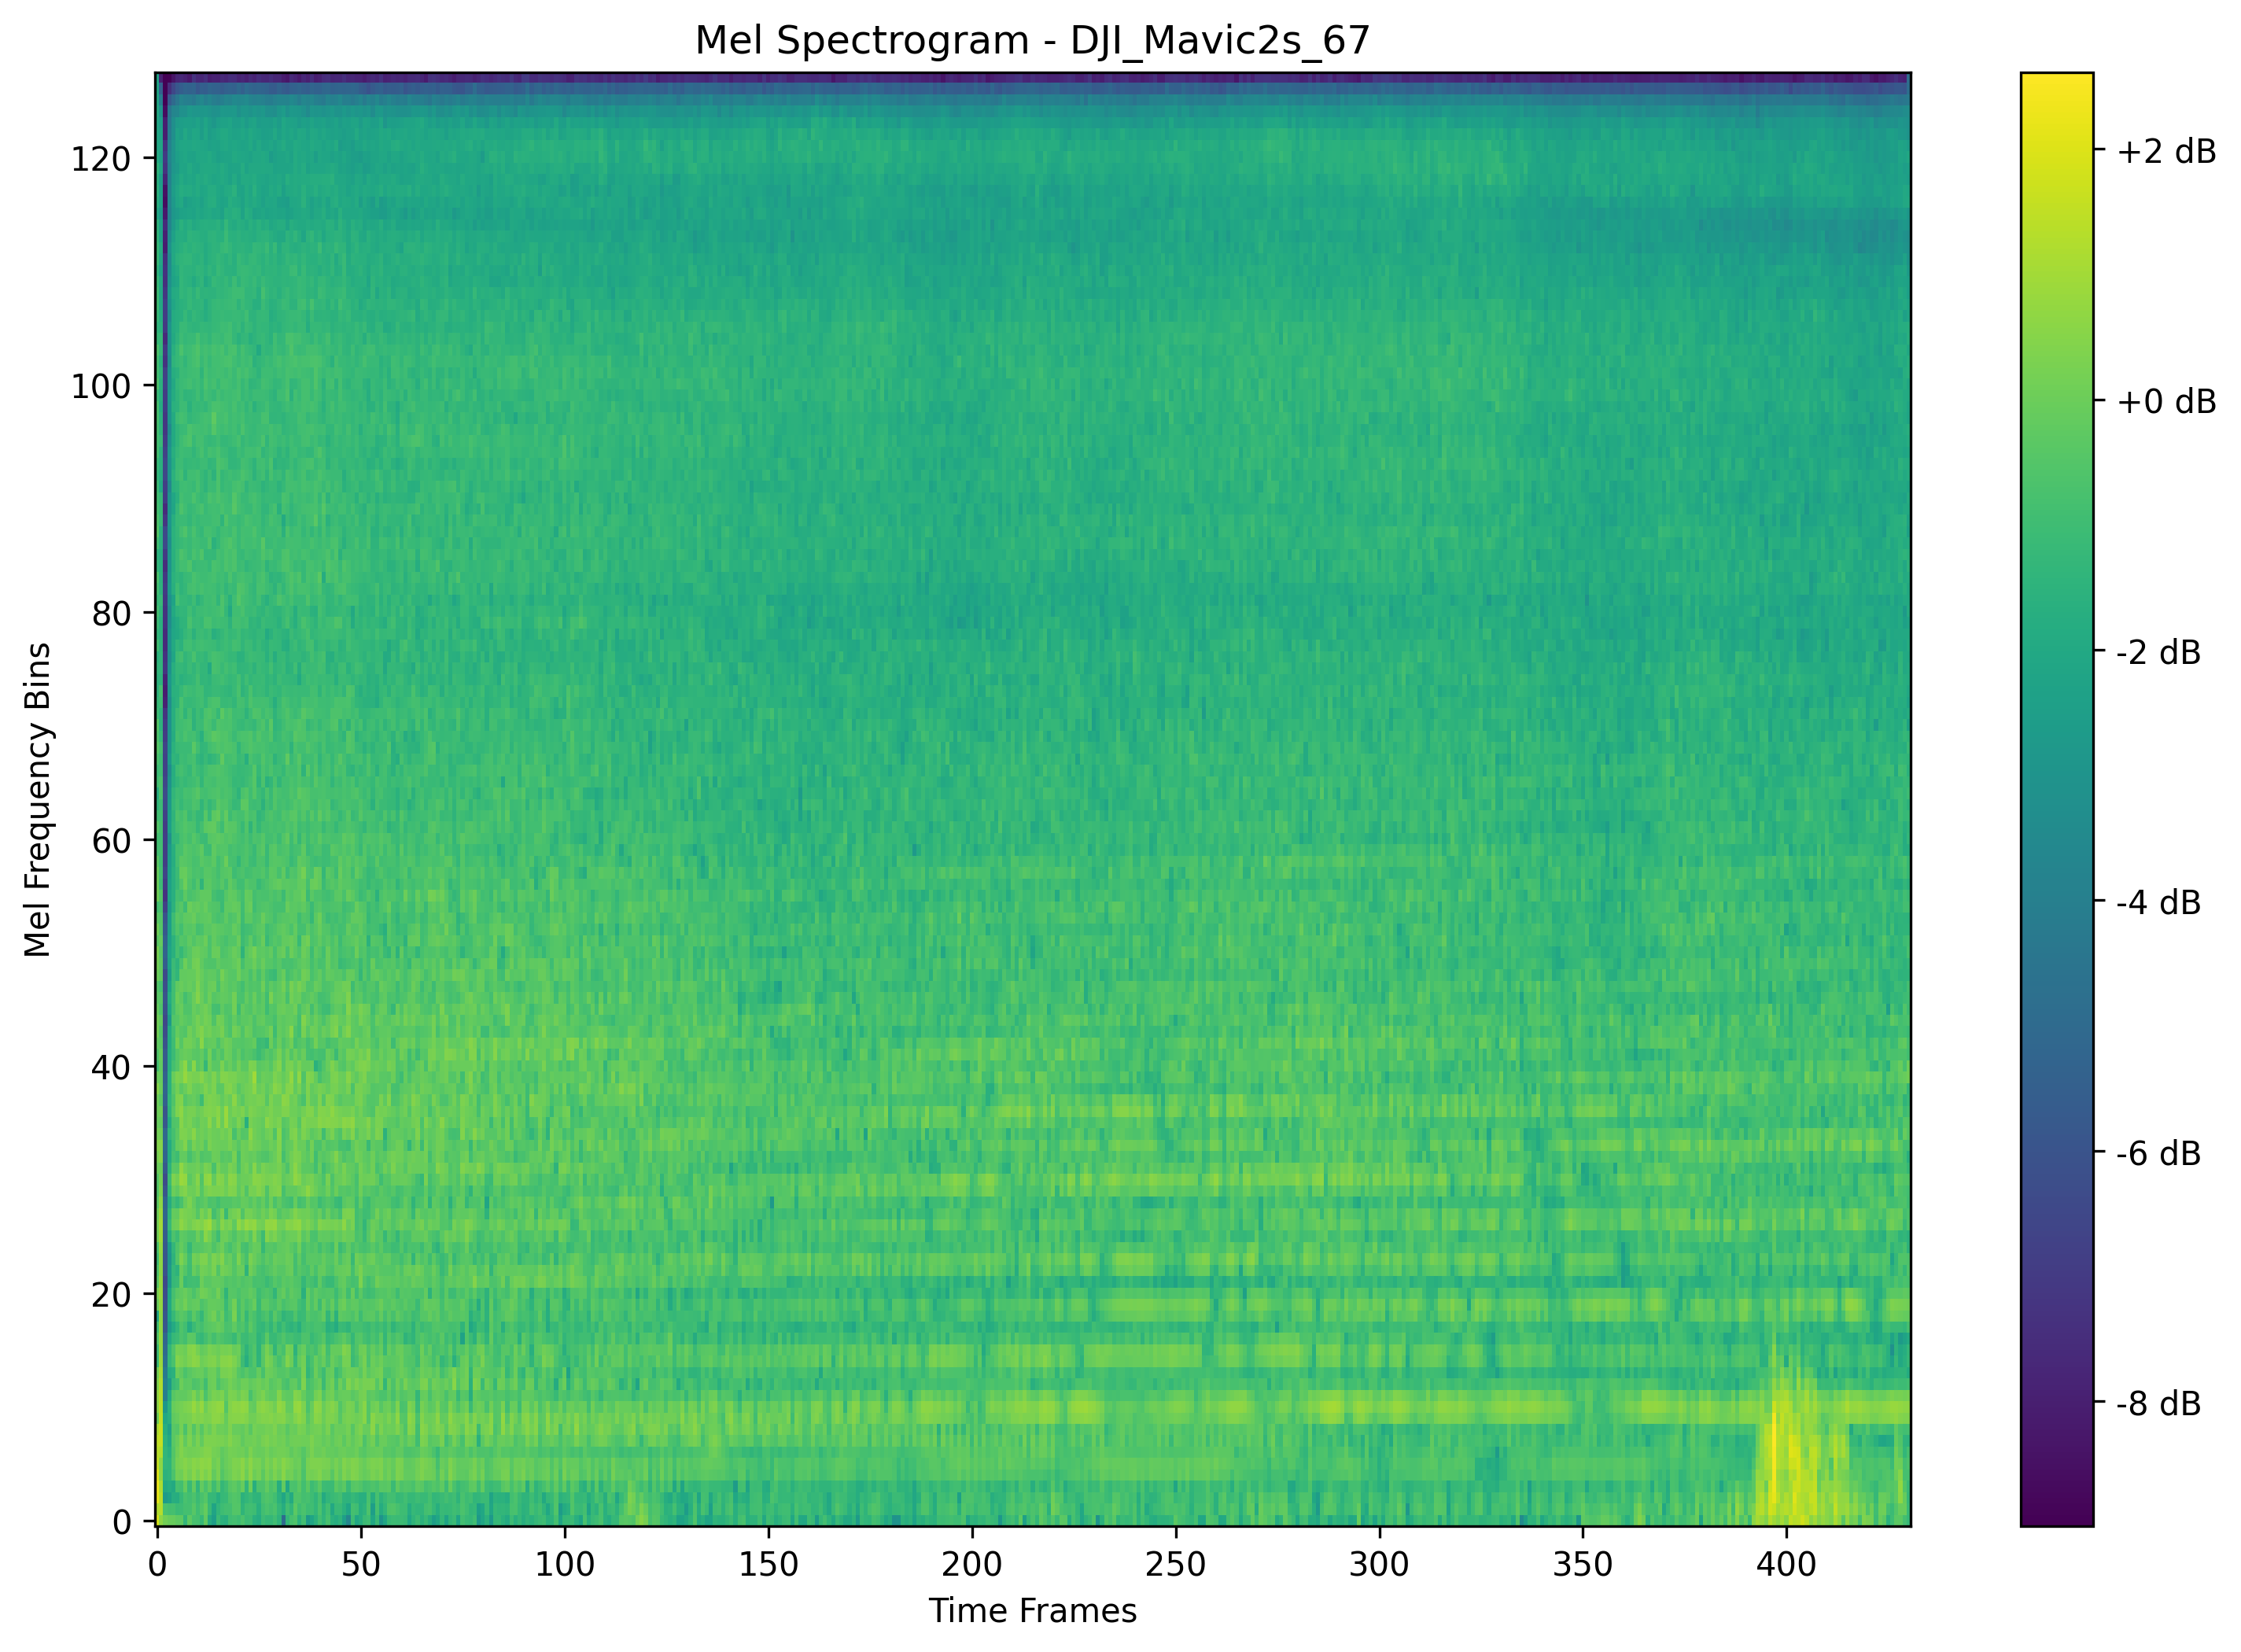 Mel Spectrogram - DJI_Mavic2s_67
Mel Frequency Bins
120
100
80
60
40
20
0
0 50 100 150 200 250 300 350 400
Time Frames
+2 dB
+0 dB
-2 dB
-4 dB
-6 dB
-8 dB